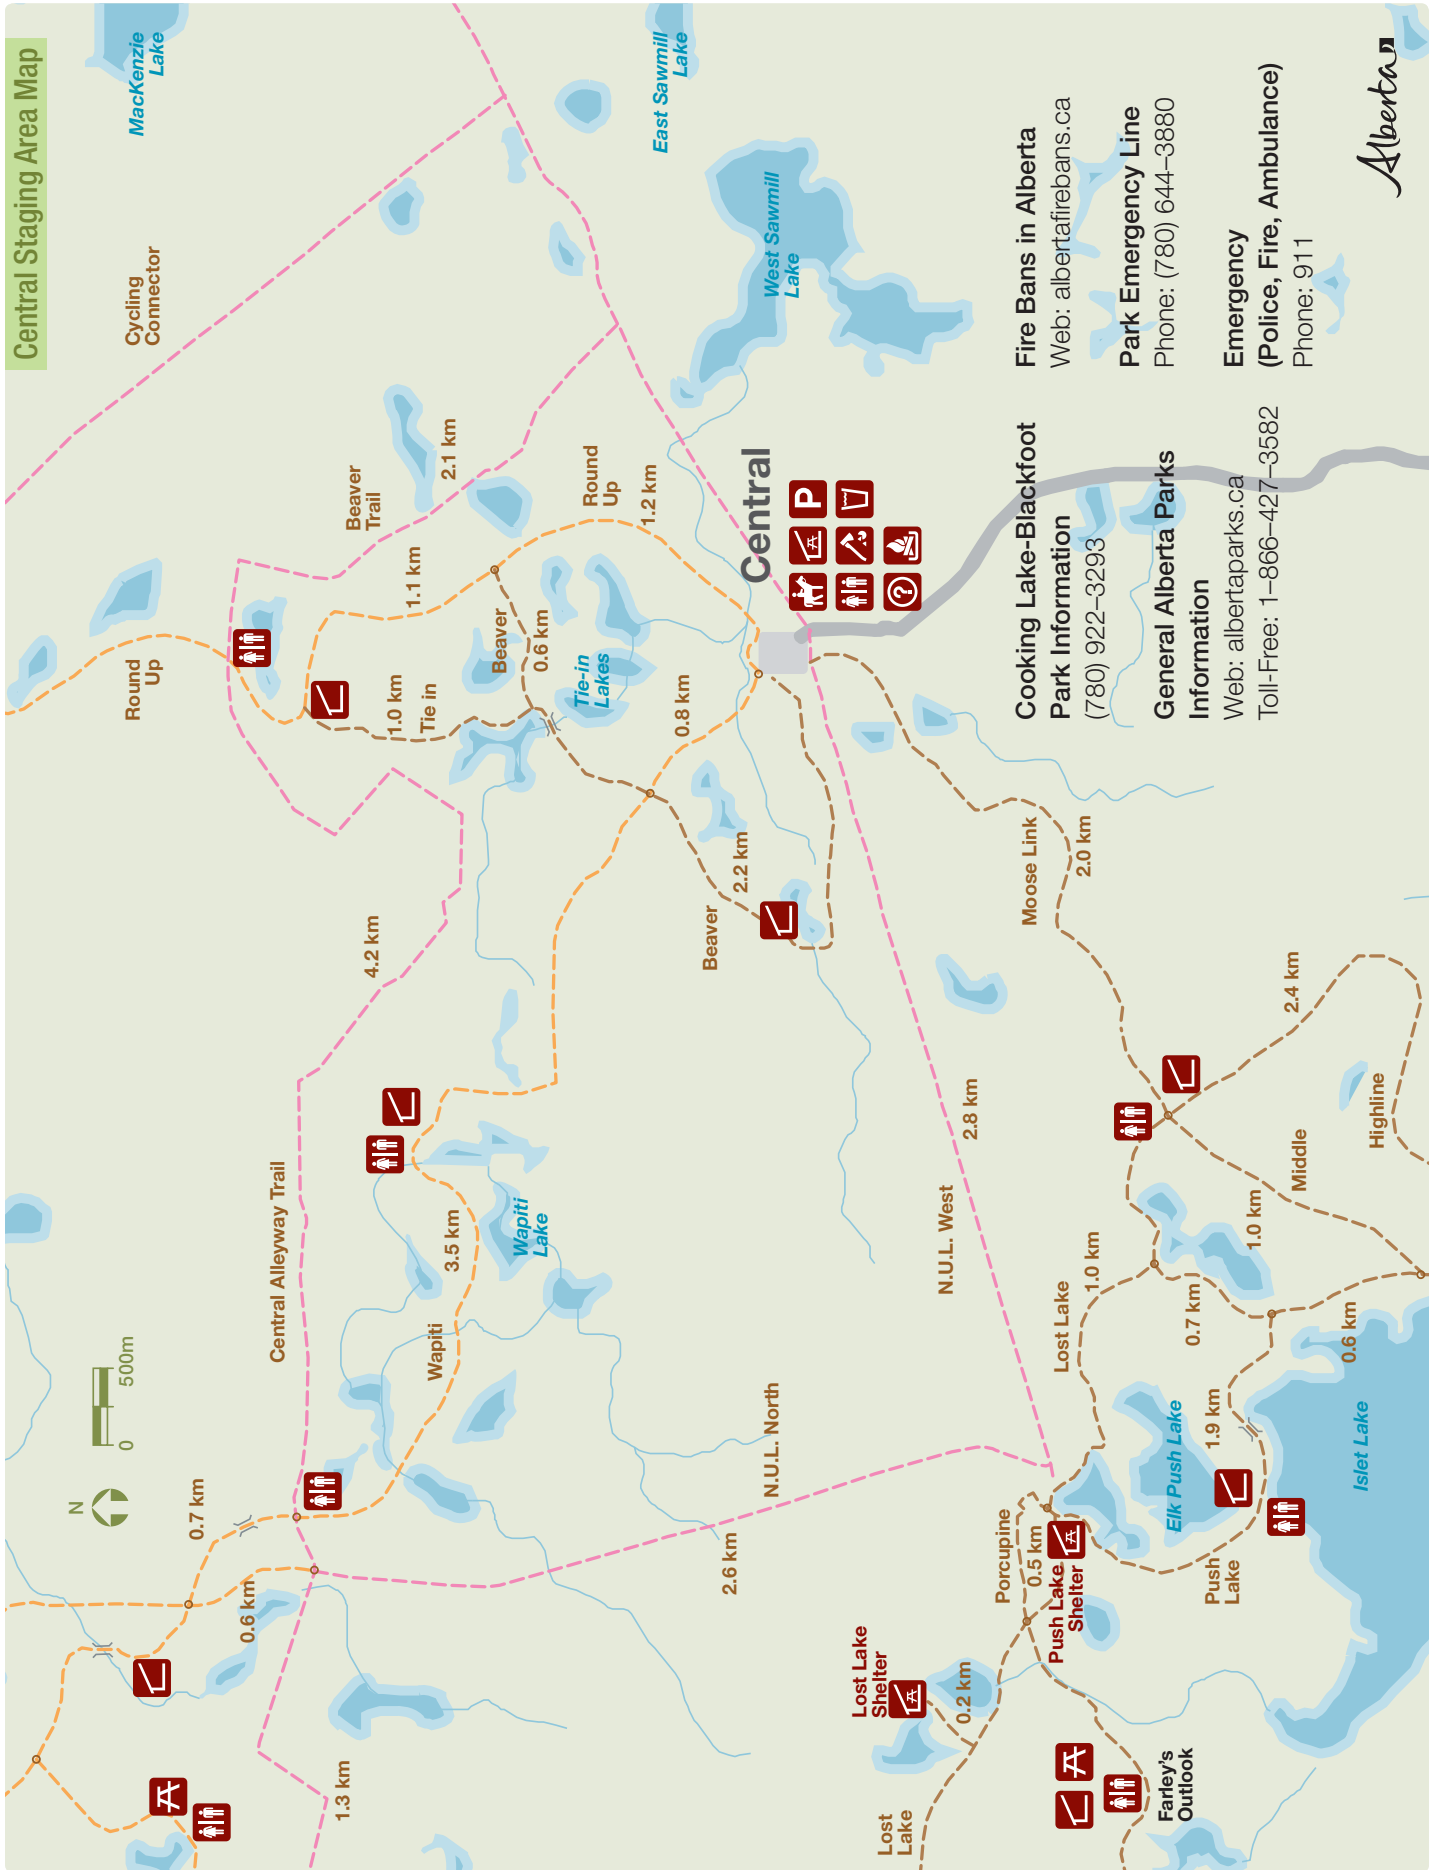 Central Staging Area Map
MacKenzie
Lake
Cycling
Connector
East Sawmill
Lake
West Sawmill
Lake
Beaver
Trail
2.1 km
Round
Up
1.2 km
Round
Up
1.1 km
1.0 km
Tie in
Beaver
0.6 km
Tie-in
Lakes
0.8 km
Central
P
?
4.2 km
2.2 km
Beaver
Moose Link
2.0 km
Central Alleyway Trail
3.5 km
Wapiti
Lake
Wapiti
N.U.L. West
2.8 km
2.4 km
Highline
Middle
1.0 km
Lost Lake
1.0 km
0.7 km
0.6 km
1.9 km
Elk Push Lake
Islet Lake
Push
Lake
0 500m
N
0.7 km
0.6 km
N.U.L. North
2.6 km
Porcupine
0.5 km
Push Lake
Shelter
Lost Lake
Shelter
0.2 km
Lost
Lake
1.3 km
Farley's
Outlook
Cooking Lake-Blackfoot
Park Information
(780) 922–3293
General Alberta Parks
Information
Web: albertaparks.ca
Toll-Free: 1–866–427–3582
Fire Bans in Alberta
Web: albertafirebans.ca
Park Emergency Line
Phone: (780) 644–3880
Emergency
(Police, Fire, Ambulance)
Phone: 911
Alberta